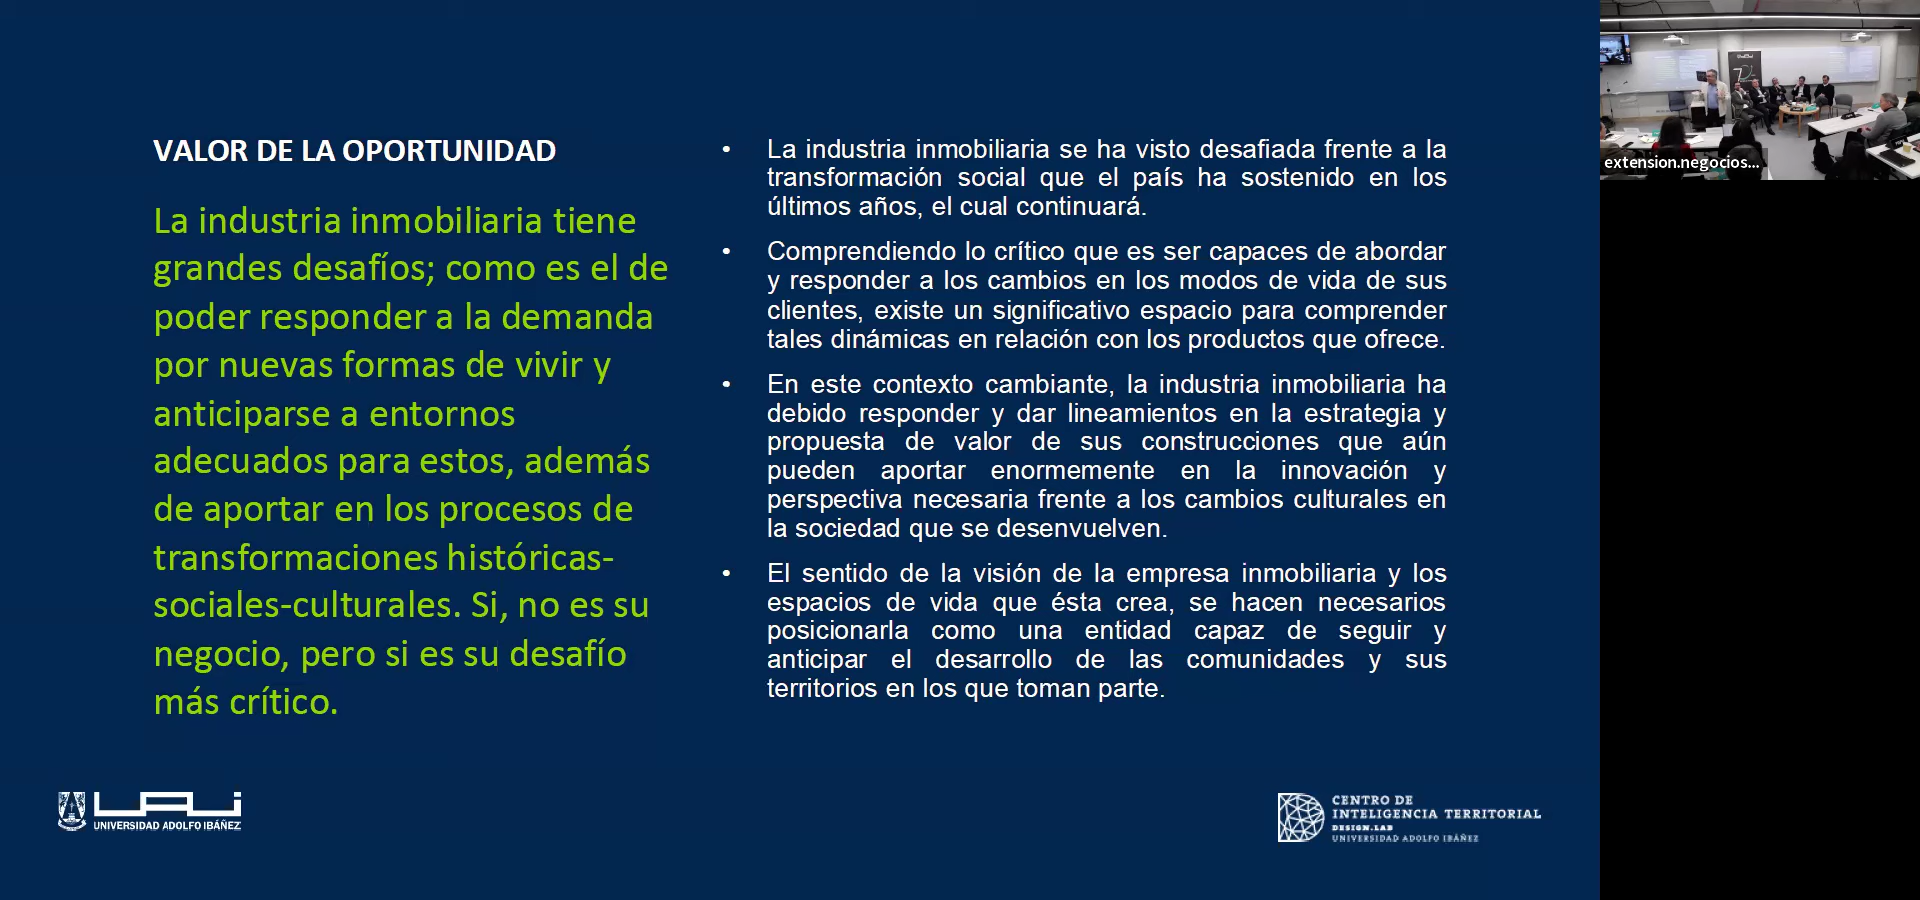 VALOR DE LA OPORTUNIDAD
La industria inmobiliaria tiene
grandes desafíos; como es el de
poder responder a la demanda
por nuevas formas de vivir y
anticiparse a entornos
adecuados para estos, además
de aportar en los procesos de
transformaciones históricas-
sociales-culturales. Si, no es su
negocio, pero si es su desafío
más crítico.
• La industria inmobiliaria se ha visto desafiada frente a la
transformación social que el país ha sostenido en los
últimos años, el cual continuará.
• Comprendiendo lo crítico que es ser capaces de abordar
y responder a los cambios en los modos de vida de sus
clientes, existe un significativo espacio para comprender
tales dinámicas en relación con los productos que ofrece.
• En este contexto cambiante, la industria inmobiliaria ha
debido responder y dar lineamientos en la estrategia y
propuesta de valor de sus construcciones que aún
pueden aportar enormemente en la innovación y
perspectiva necesaria frente a los cambios culturales en
la sociedad que se desenvuelven.
• El sentido de la visión de la empresa inmobiliaria y los
espacios de vida que ésta crea, se hacen necesarios
posicionarla como una entidad capaz de seguir y
anticipar el desarrollo de las comunidades y sus
territorios en los que toman parte.
UAI
UNIVERSIDAD ADOLFO IBÁÑEZ
CENTRO DE
INTELIGENCIA TERRITORIAL
DESIGN.LAB
UNIVERSIDAD ADOLFO IBÁÑEZ
extension.negocios...